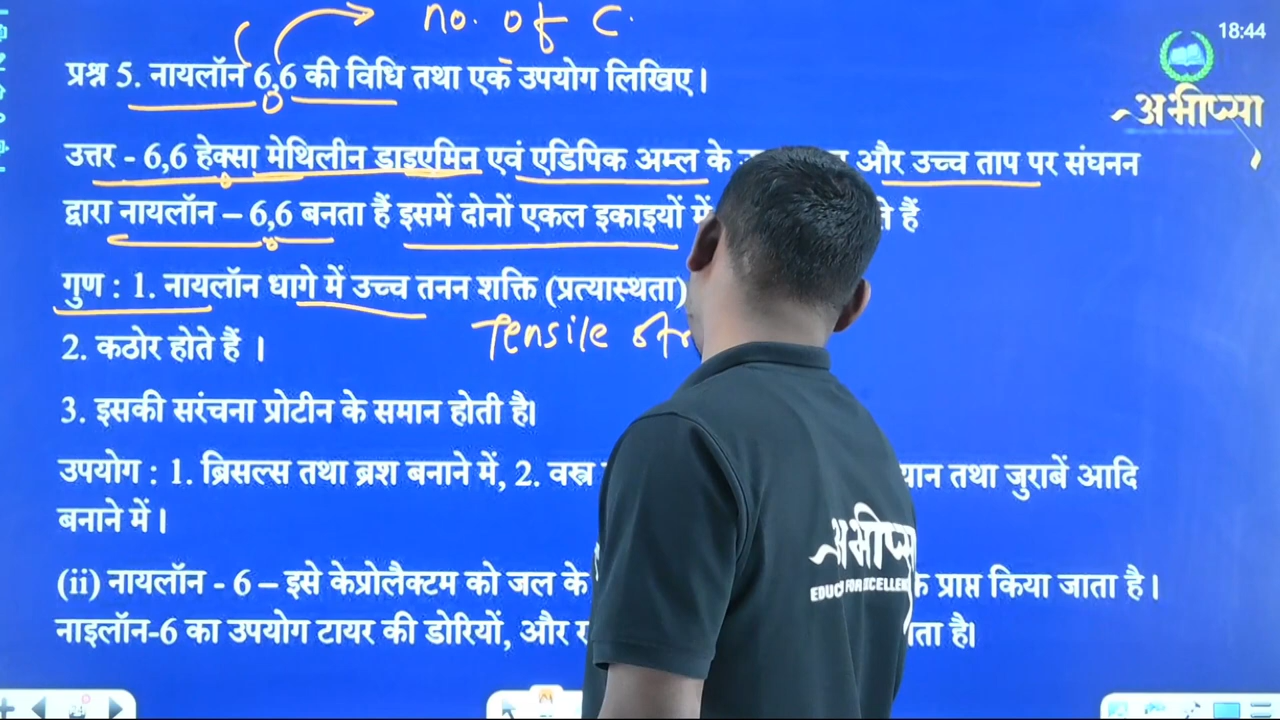 no. of C.
18:44
प्रश्न 5. नायलॉन 6,6 की विधि तथा एक उपयोग लिखिए।
अभीप्सा
उत्तर - 6,6 हेक्सा मेथिलीन डाइएमिन एवं एडिपिक अम्ल के और उच्च ताप पर संघनन
द्वारा नायलॉन – 6,6 बनता हैं इसमें दोनों एकल इकाइयों में हैं
गुण : 1. नायलॉन धागे में उच्च तनन शक्ति (प्रत्यास्थता)
Tensile
2. कठोर होते हैं ।
3. इसकी सरंचना प्रोटीन के समान होती है।
उपयोग : 1. ब्रिसल्स तथा ब्रश बनाने में, 2. वस्त्र तथा जुराबें आदि
बनाने में।
(ii) नायलॉन - 6 – इसे केप्रोलैक्टम को जल के प्राप्त किया जाता है।
नाइलॉन-6 का उपयोग टायर की डोरियों, और है।
अभीप्सा
FOR